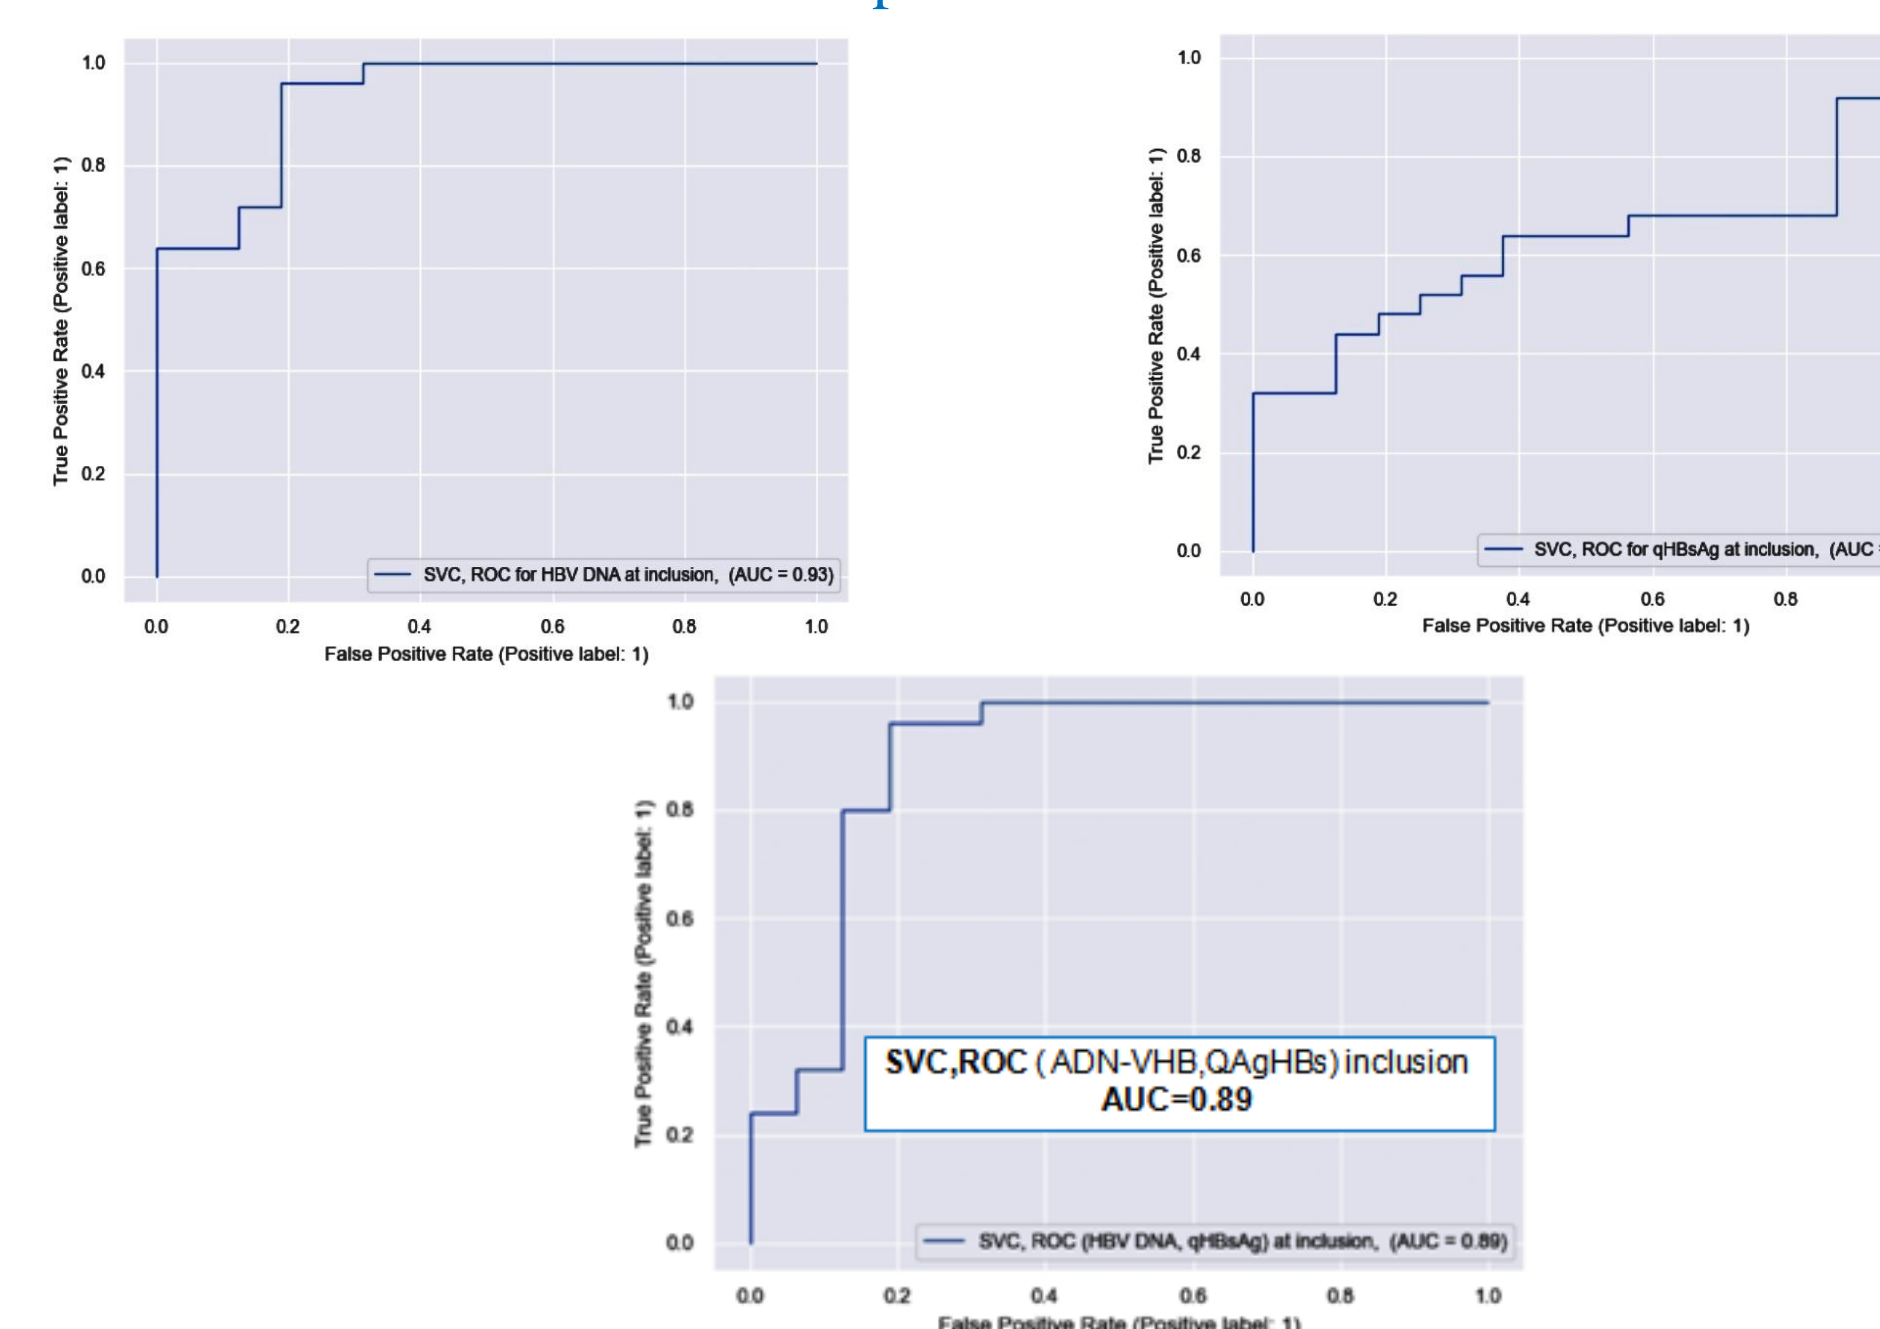 1.0
0.8
0.6
0.4
0.2
0.0
True Positive Rate (Positive label: 1)
SVC, ROC for HBV DNA at inclusion, (AUC = 0.93)
0.0 0.2 0.4 0.6 0.8 1.0
False Positive Rate (Positive label: 1)
1.0
0.8
0.6
0.4
0.2
0.0
True Positive Rate (Positive label: 1)
SVC, ROC for qHBsAg at inclusion, (AUC
0.0 0.2 0.4 0.6 0.8
False Positive Rate (Positive label: 1)
1.0
0.8
0.6
0.4
0.2
0.0
True Positive Rate (Positive label: 1)
SVC,ROC ( ADN-VHB,QAgHBs) inclusion
AUC=0.89
SVC, ROC (HBV DNA, qHBsAg) at inclusion, (AUC = 0.89)
0.0 0.2 0.4 0.6 0.8 1.0
False Positive Rate (Positive label: 1)